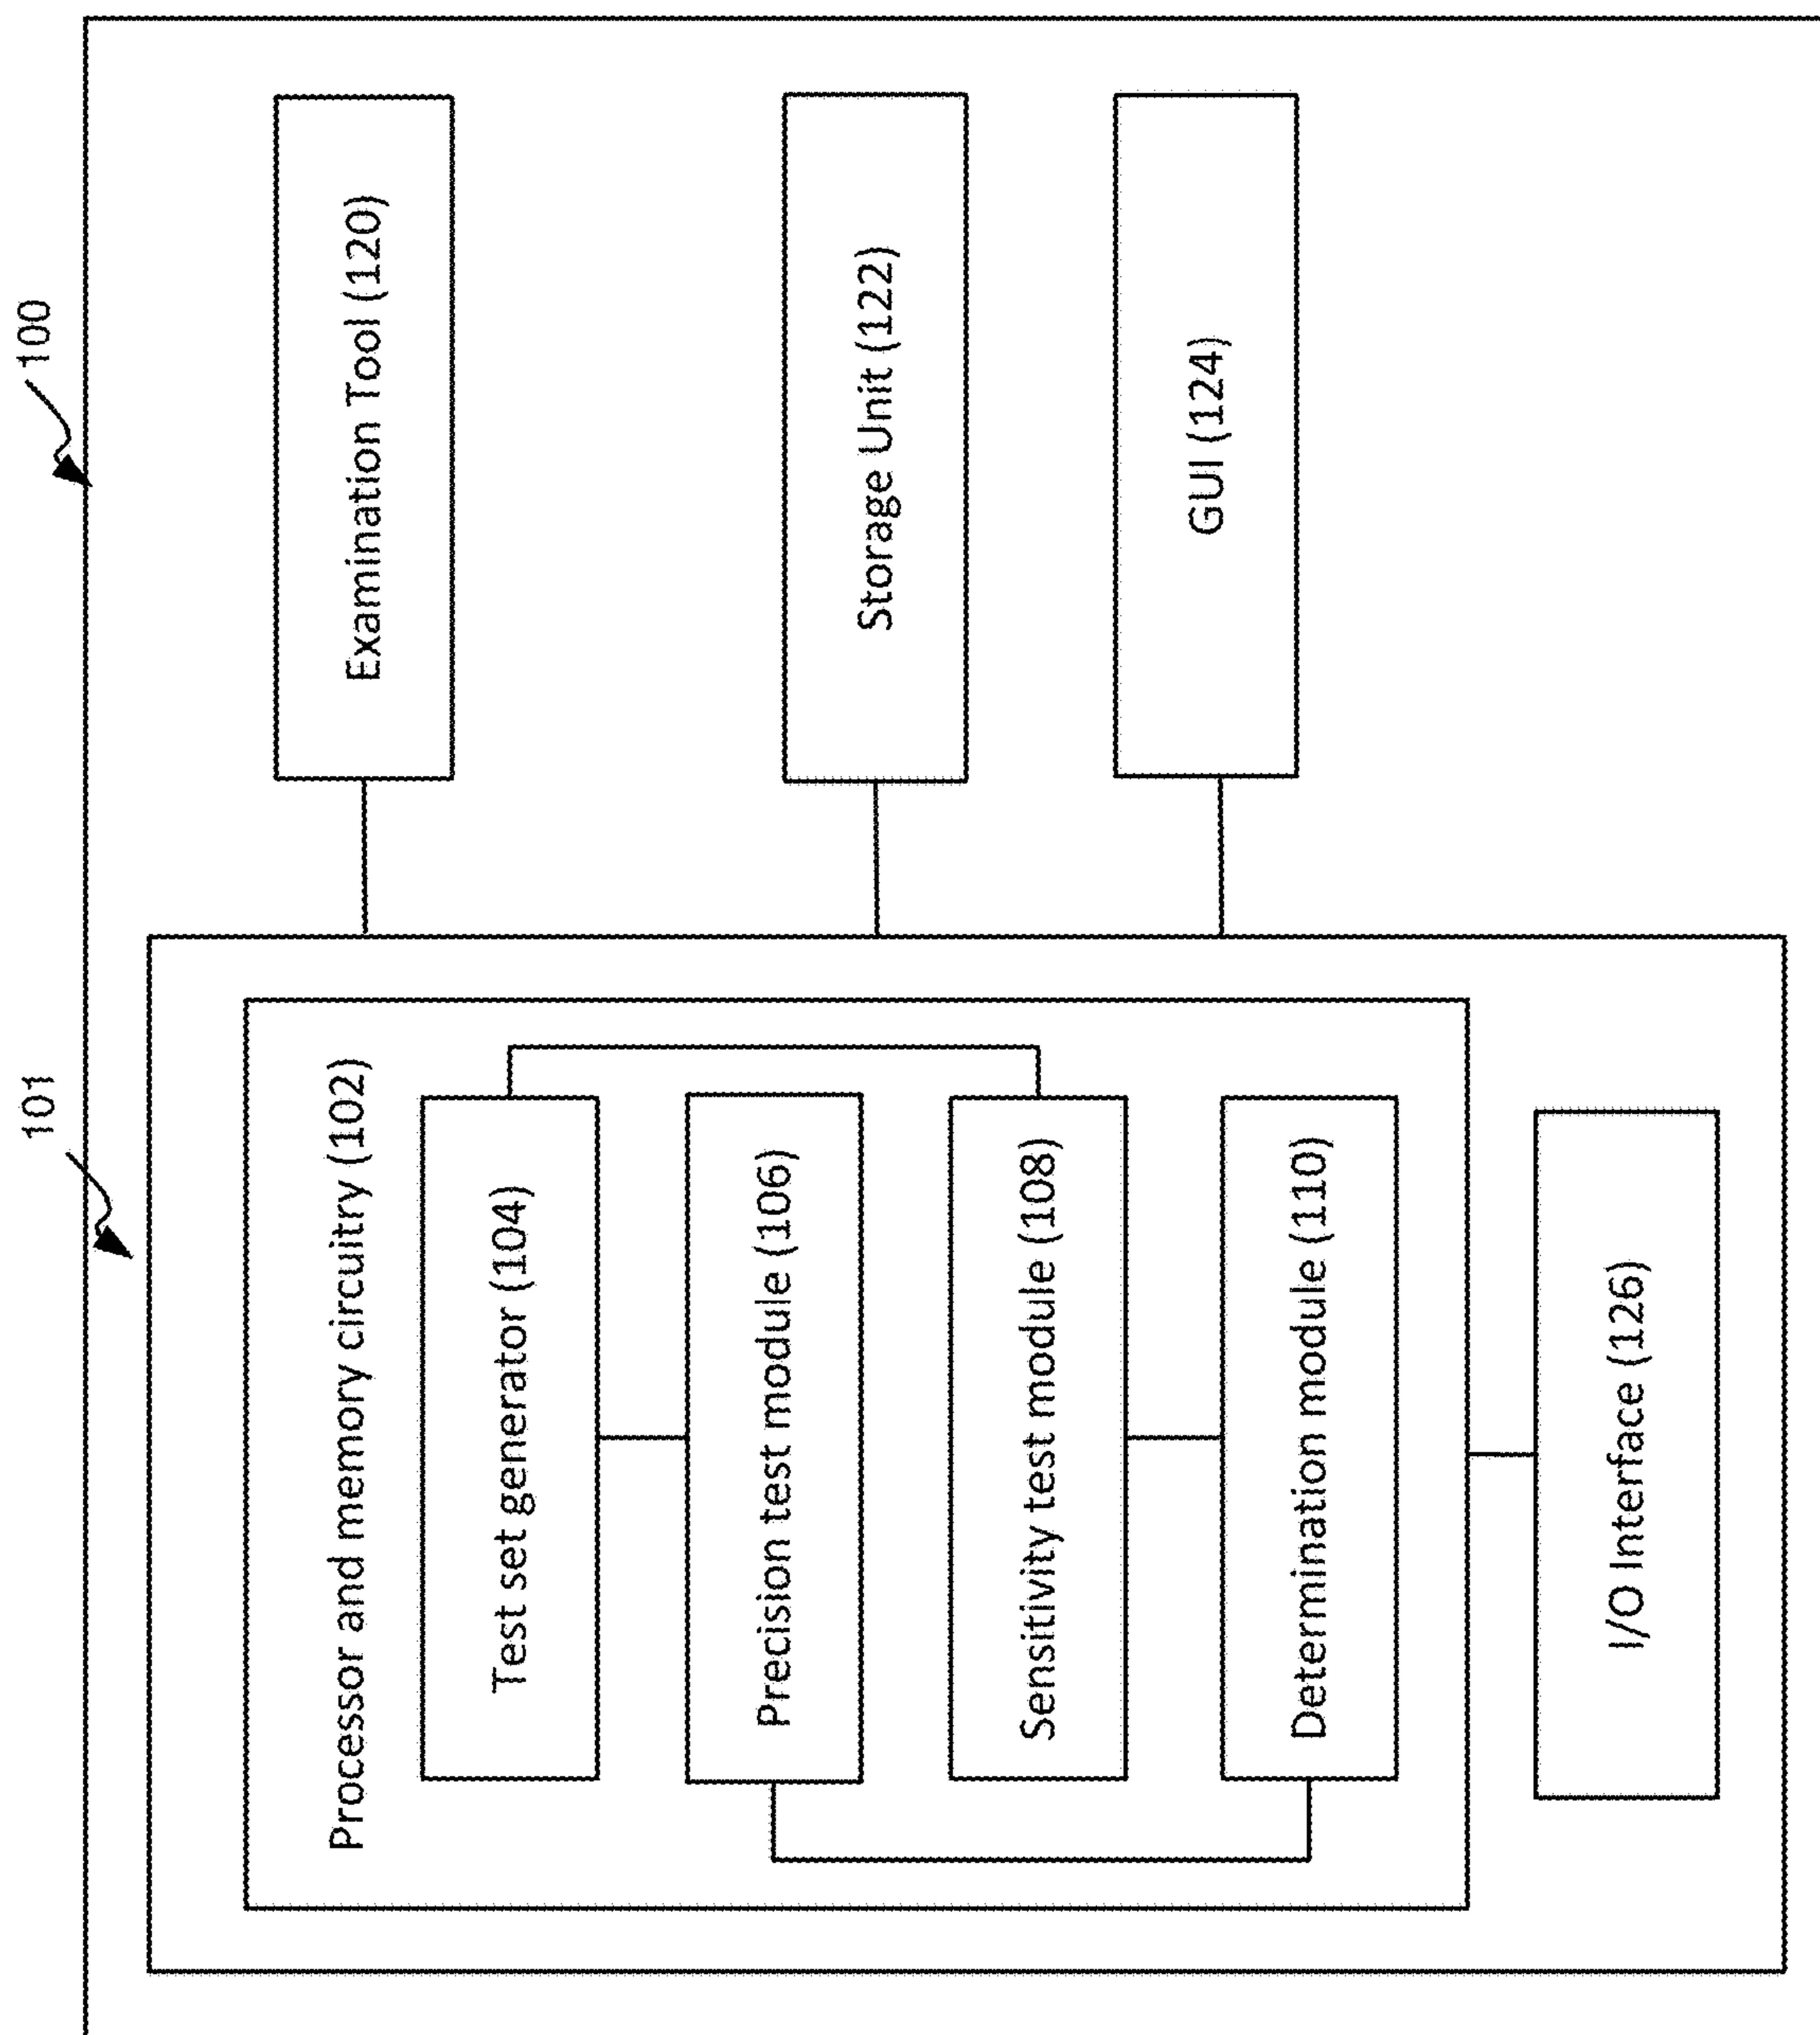 100
101
Processor and memory circuitry (102)
Test set generator (104)
Precision test module (106)
Sensitivity test module (108)
Determination module (110)
I/O Interface (126)
Examination Tool (120)
Storage Unit (122)
GUI (124)